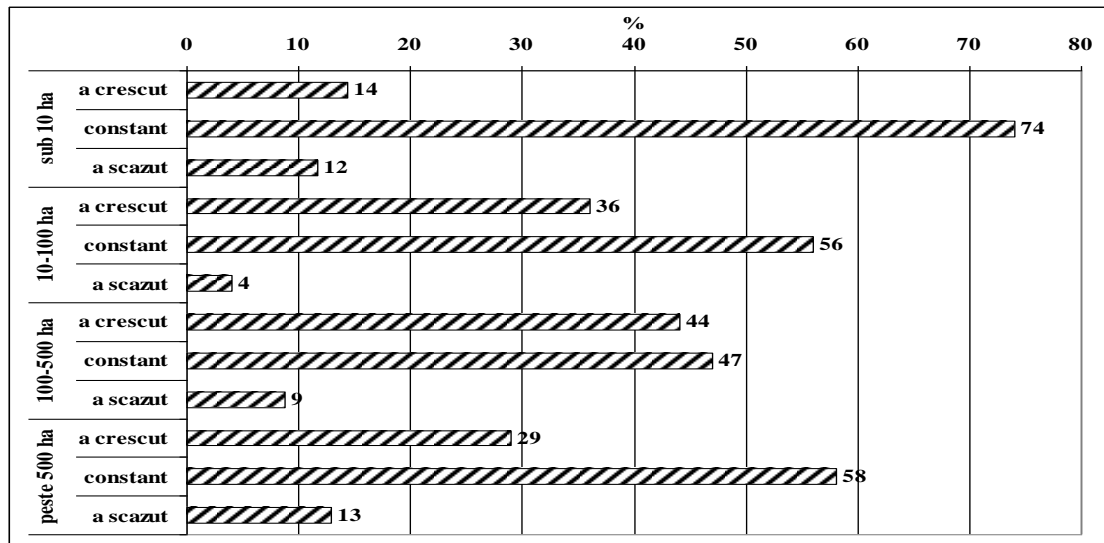 %
0 10 20 30 40 50 60 70 80
sub 10 ha
a crescut 14
constant 74
a scazut 12
10-100 ha
a crescut 36
constant 56
a scazut 4
100-500 ha
a crescut 44
constant 47
a scazut 9
peste 500 ha
a crescut 29
constant 58
a scazut 13